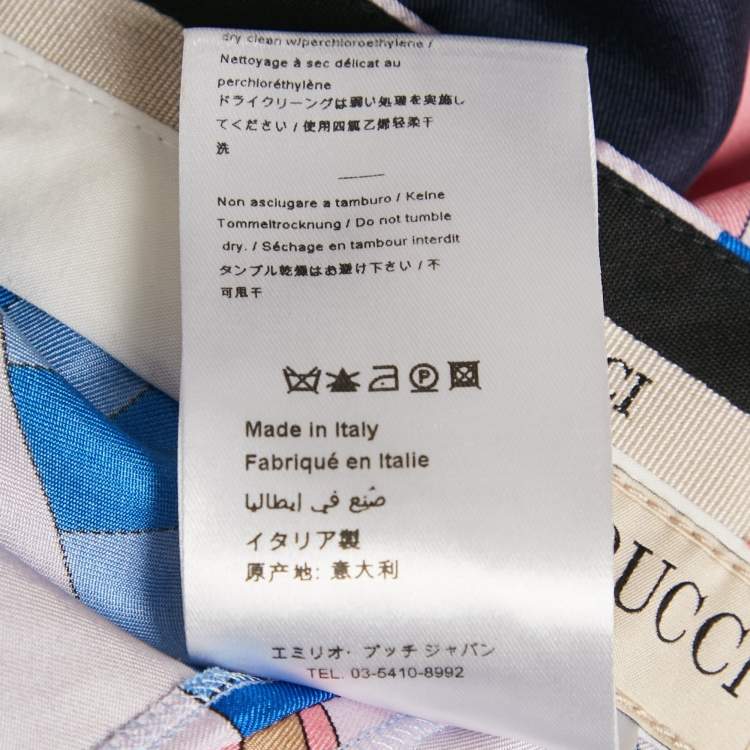 dry clean w/perchloroethylene /
Nettoyage à sec délicat au
perchloréthylène
ドライクリーニングは弱い処理を実施し
てください / 使用四氯乙烯轻柔干
洗
Non asciugare a tamburo / Keine
Tommeltrocknung / Do not tumble
dry. / Séchage en tambour interdit
タンブル乾燥はお避け下さい / 不
可甩干
P
Made in Italy
Fabriqué en Italie
صُنع في إيطاليا
イタリア製
原产地: 意大利
エミリオ・プッチ ジャパン
TEL. 03-5410-8992
CI
PUCCI